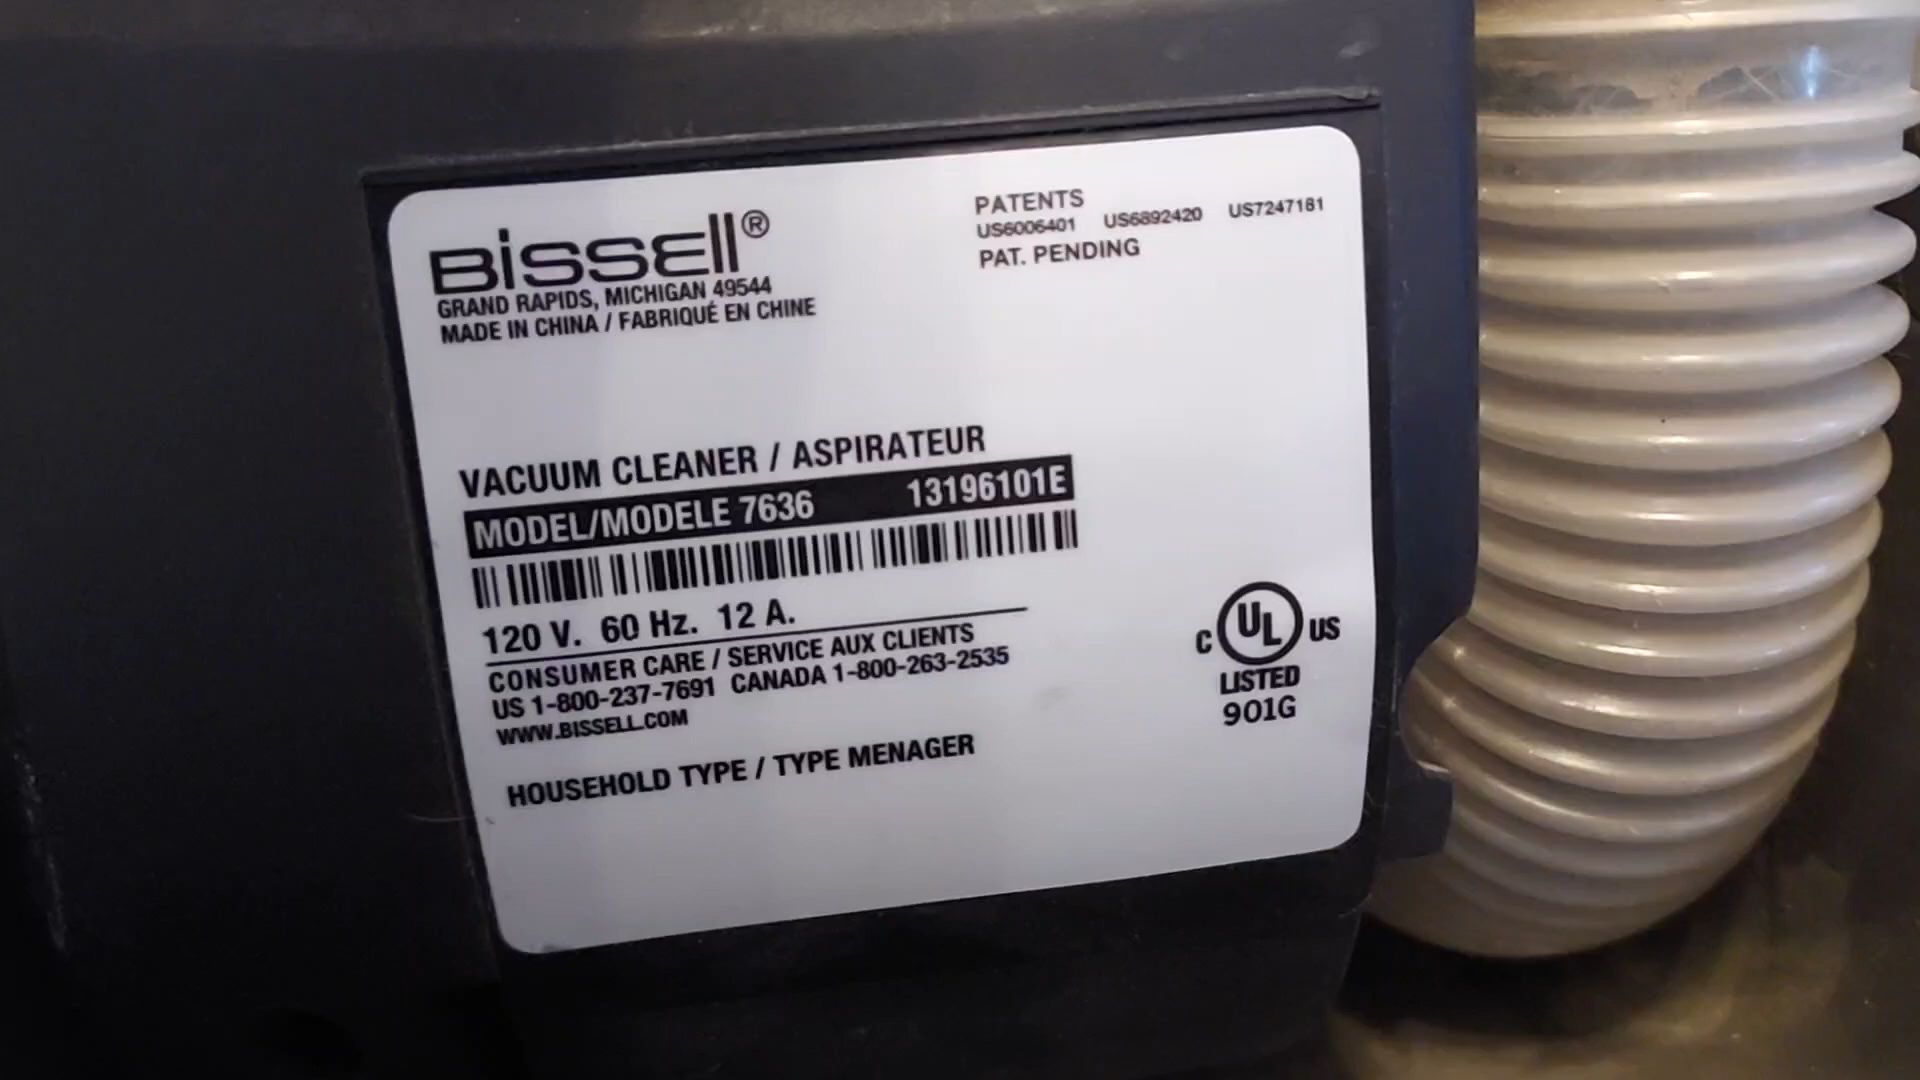 Bissell®
GRAND RAPIDS, MICHIGAN 49544
MADE IN CHINA / FABRIQUÉ EN CHINE
PATENTS
US6006401 US6892420 US7247181
PAT. PENDING
VACUUM CLEANER / ASPIRATEUR
MODEL/MODELE 7636 13196101E
120 V. 60 Hz. 12 A.
CONSUMER CARE / SERVICE AUX CLIENTS
US 1-800-237-7691 CANADA 1-800-263-2535
WWW.BISSELL.COM
HOUSEHOLD TYPE / TYPE MENAGER
C UL US
LISTED
901G